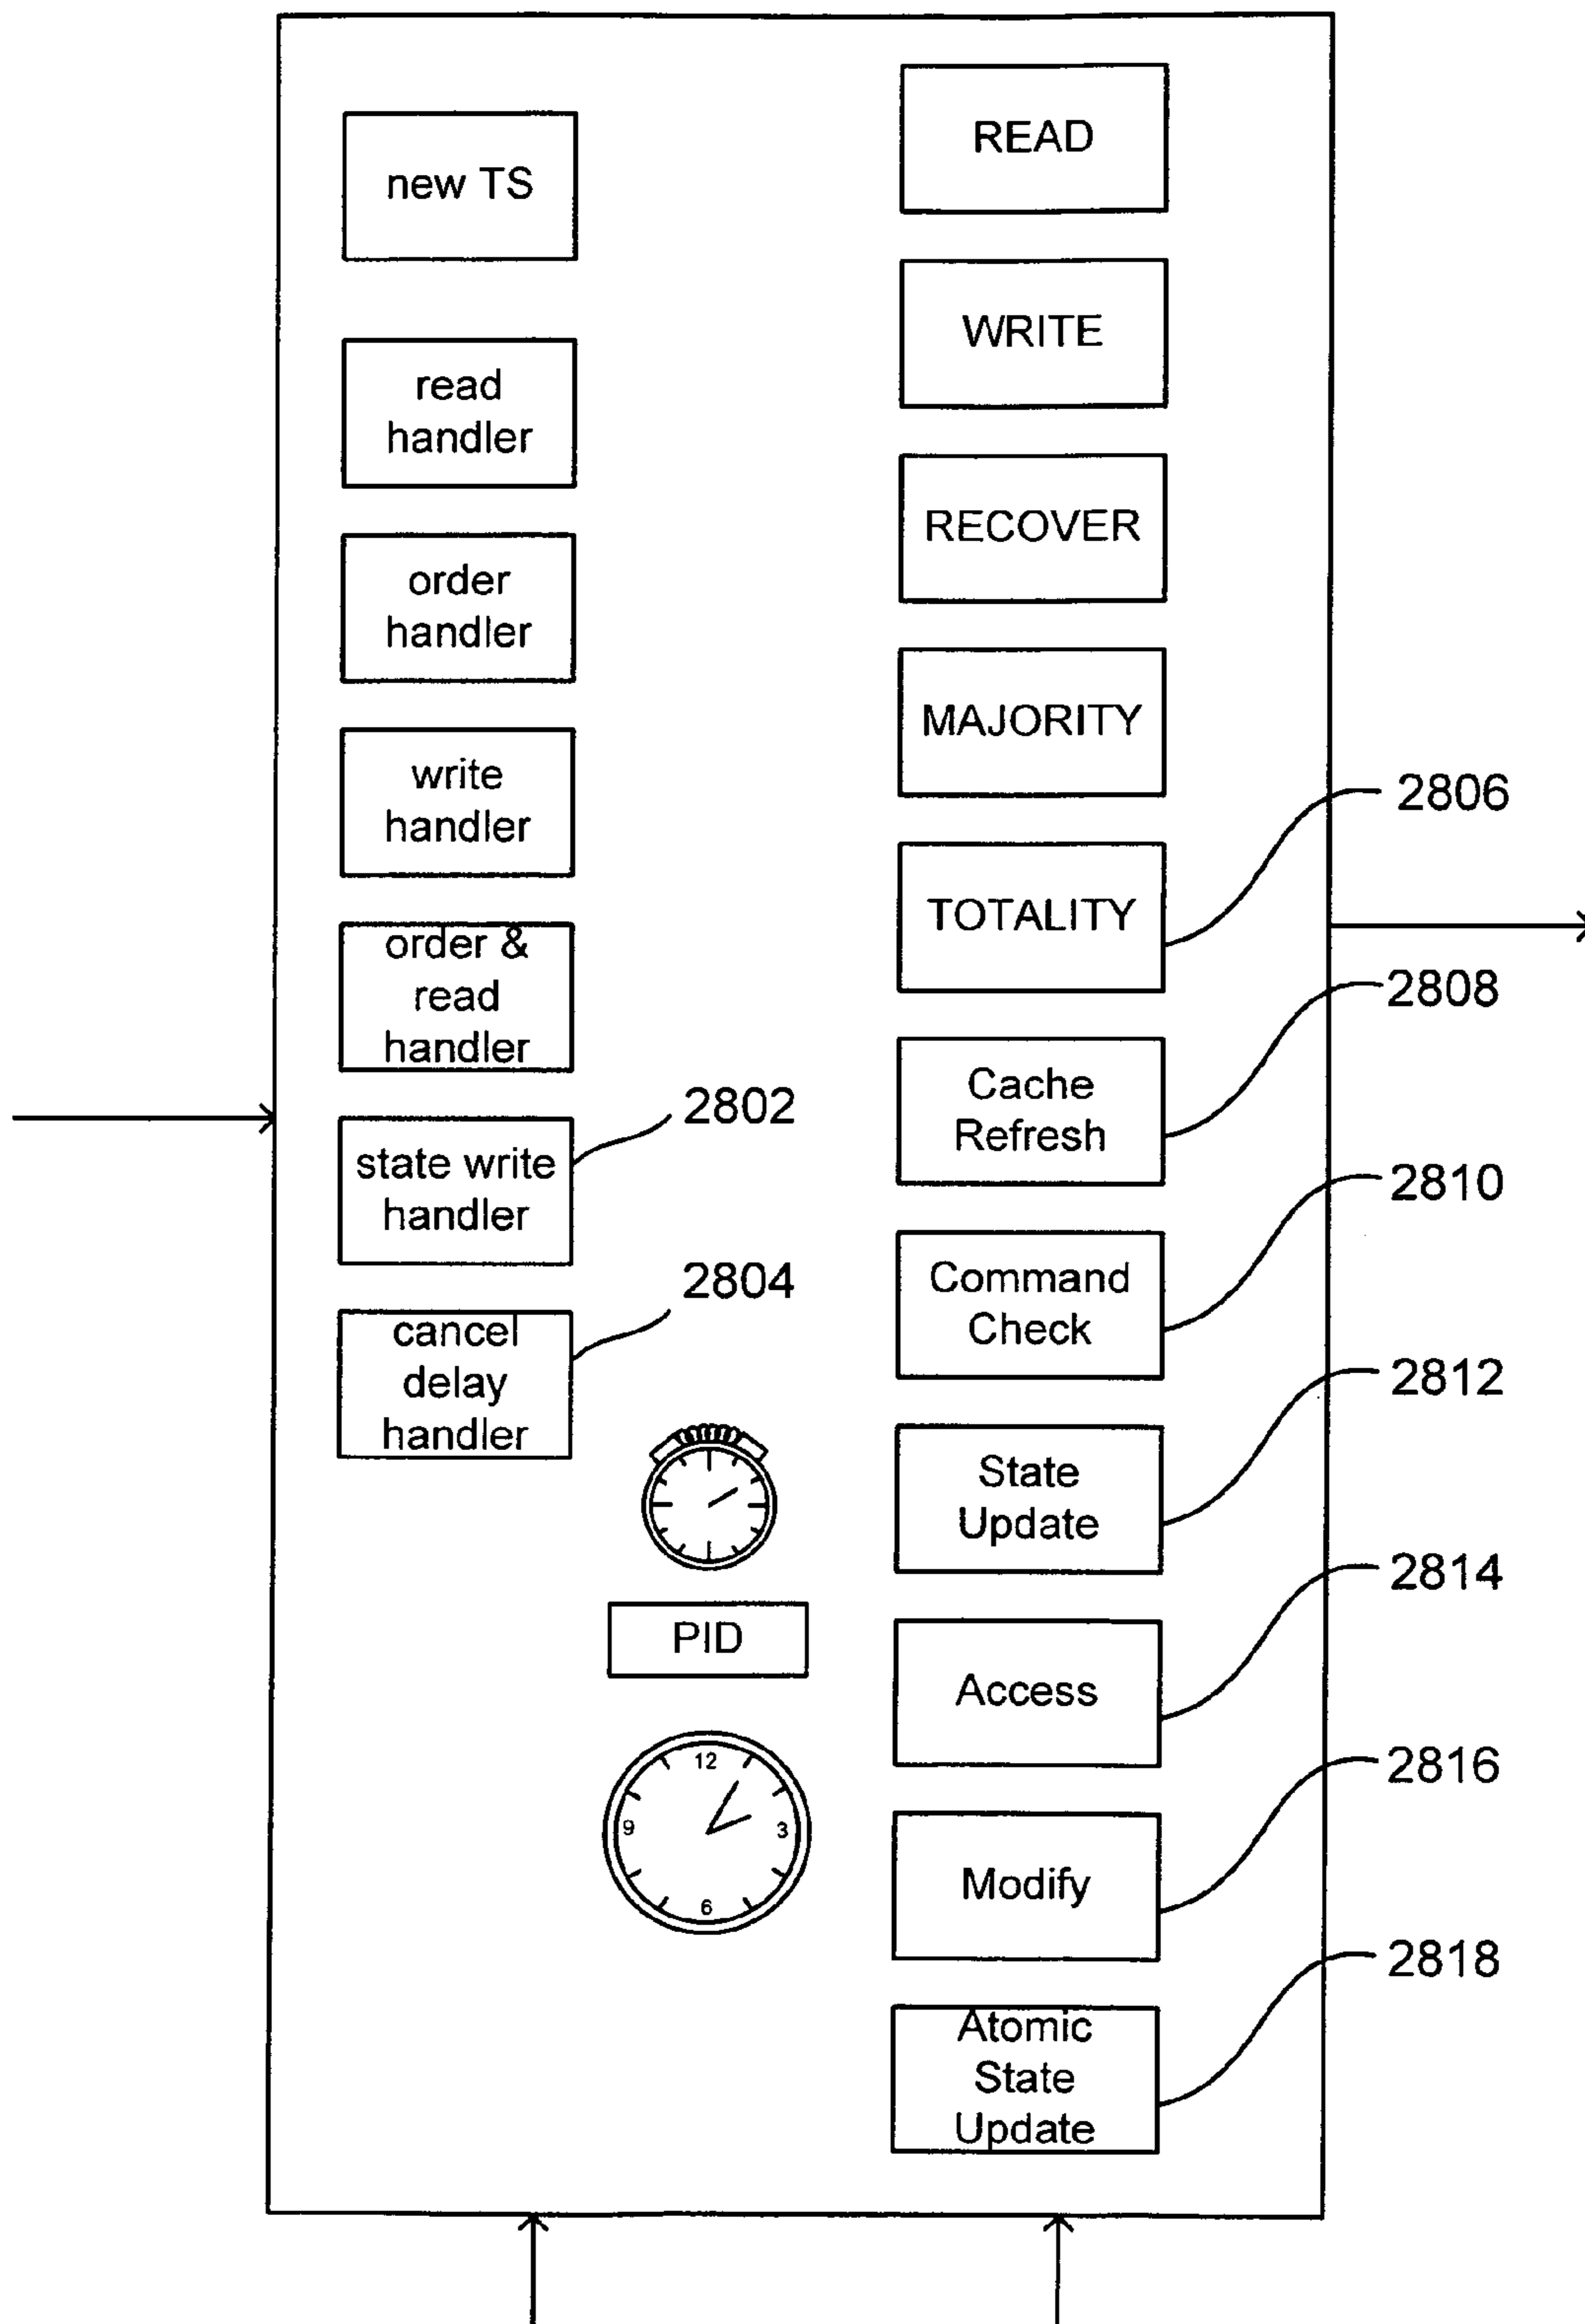 new TS
read
handler
order
handler
write
handler
order &
read
handler
state write
handler
2802
cancel
delay
handler
2804
PID
12
9
3
6
READ
WRITE
RECOVER
MAJORITY
TOTALITY
2806
Cache
Refresh
2808
Command
Check
2810
State
Update
2812
Access
2814
Modify
2816
Atomic
State
Update
2818